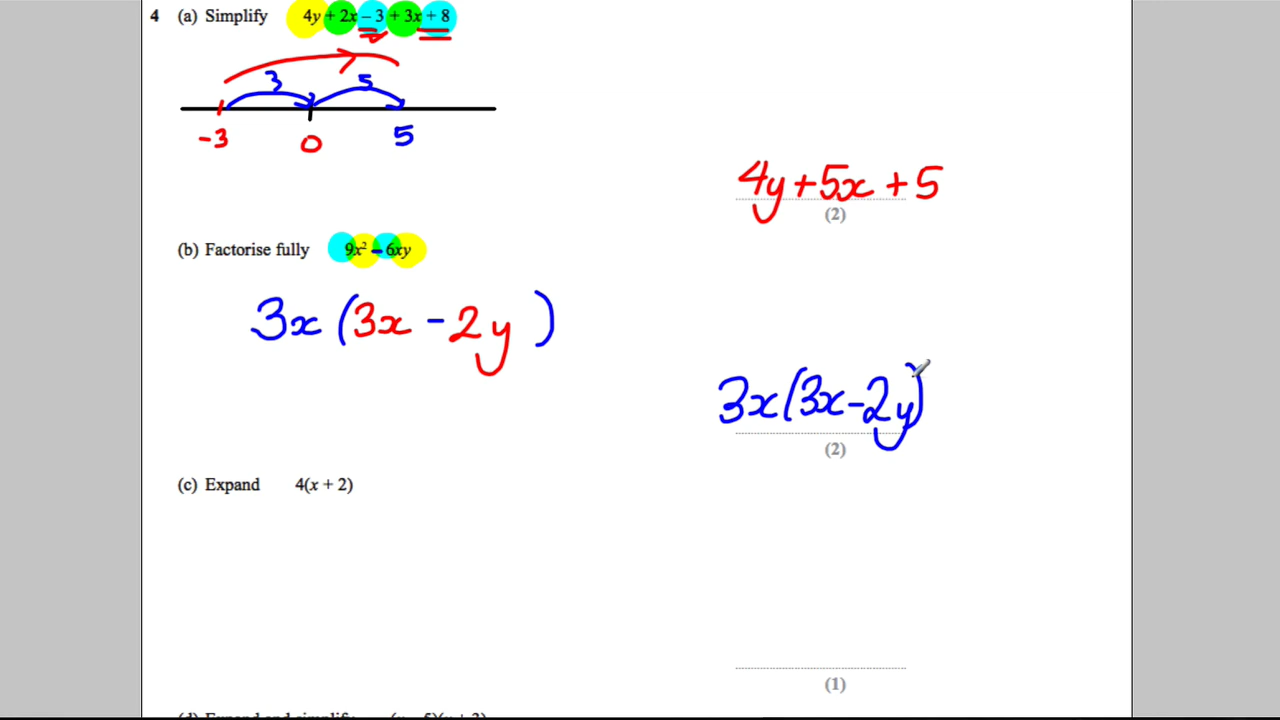 4 (a) Simplify 4y + 2x – 3 + 3x + 8
3 5
-3 0 5
4y + 5x + 5
(2)
(b) Factorise fully 9x² – 6xy
3x (3x - 2y )
3x(3x-2y)
(2)
(c) Expand 4(x + 2)
(1)